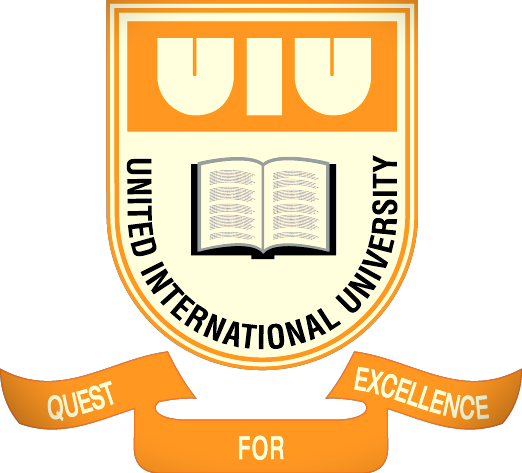 UIU
UNITED INTERNATIONAL UNIVERSITY
QUEST
FOR
EXCELLENCE